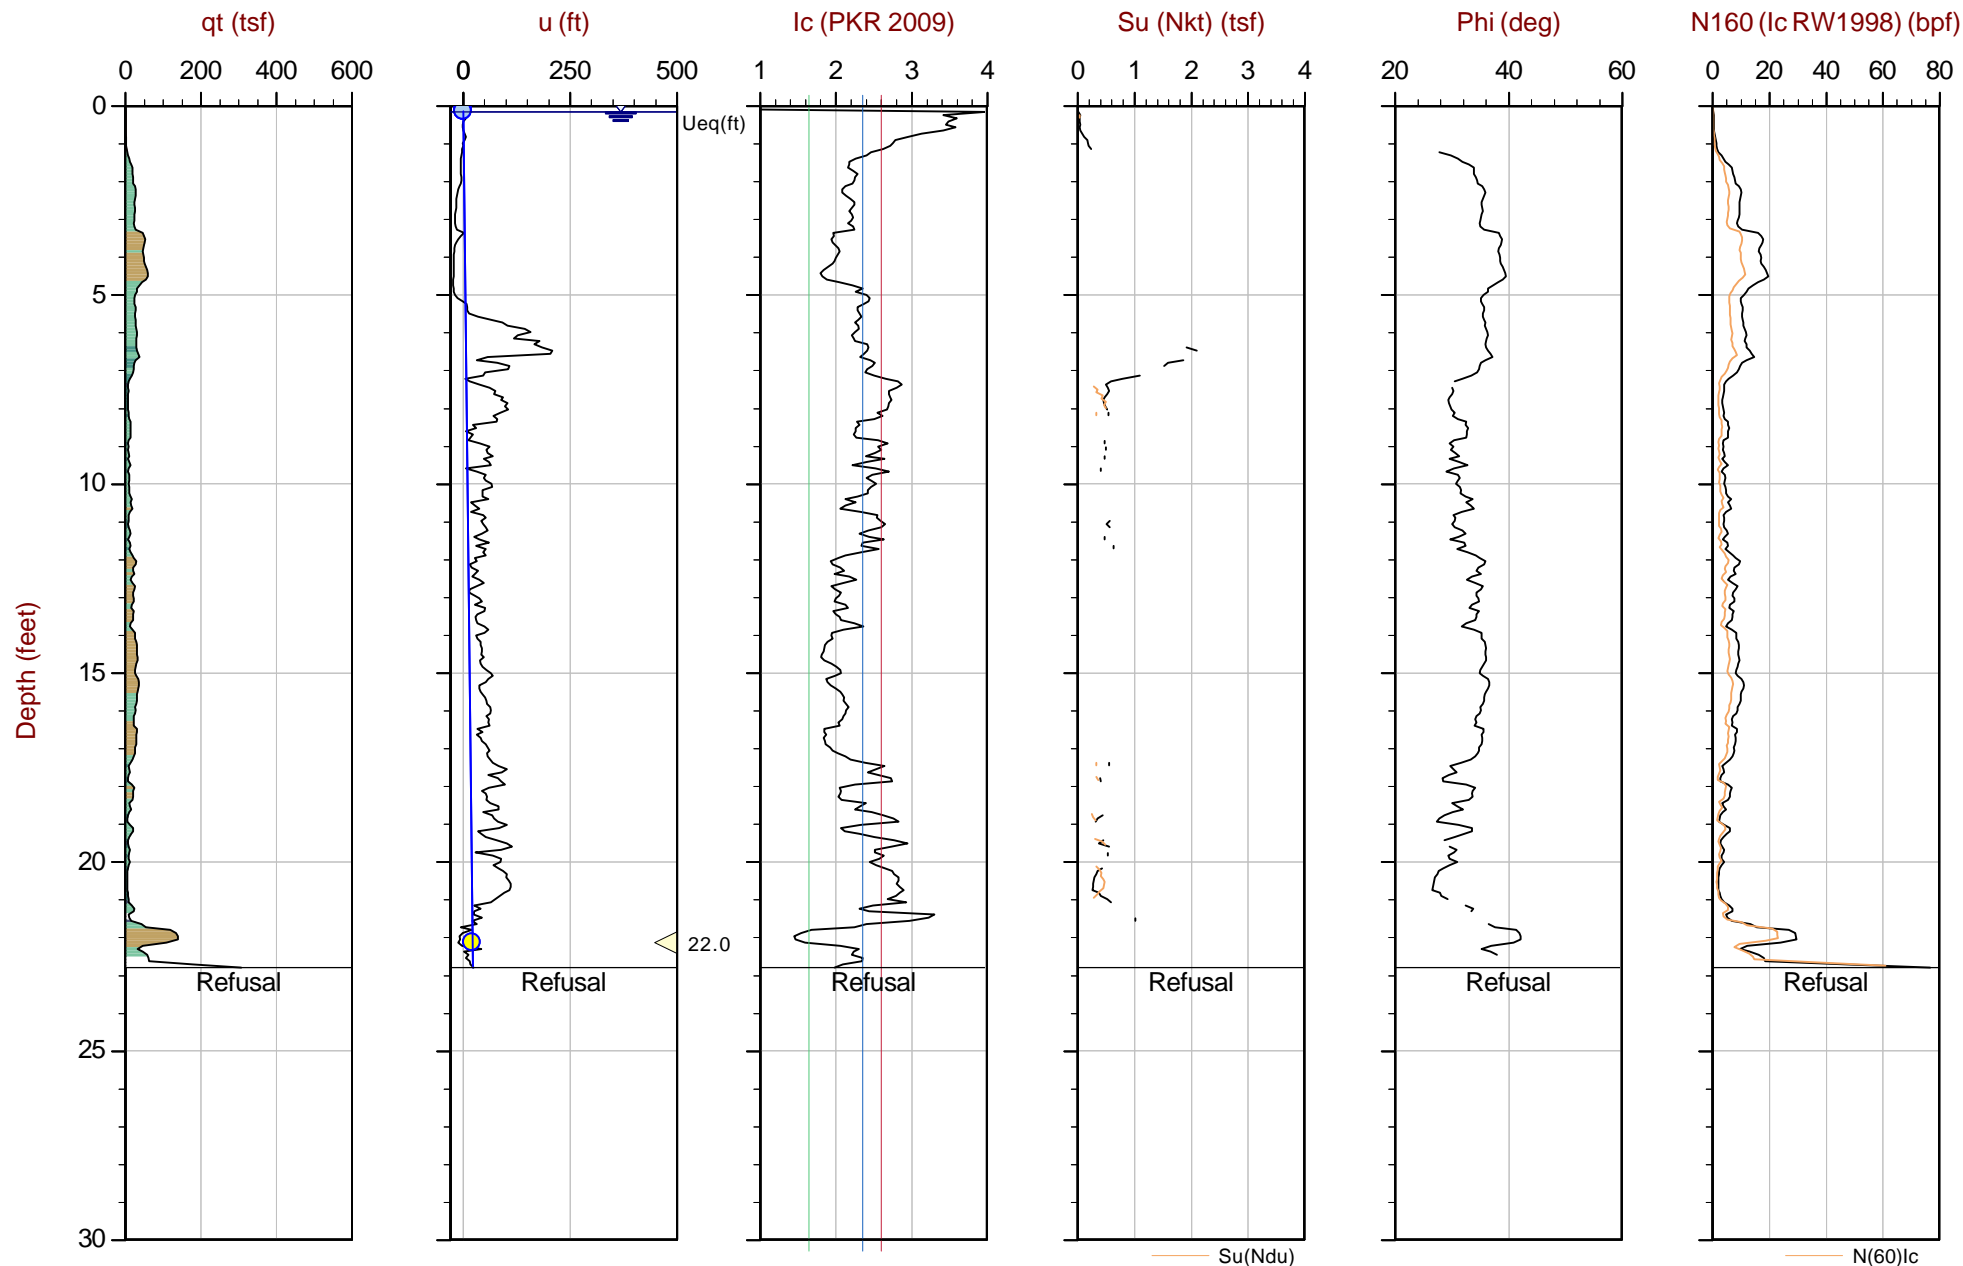 qt (tsf)
u (ft)
Ic (PKR 2009)
Su (Nkt) (tsf)
Phi (deg)
N160 (Ic RW1998) (bpf)
0 200 400 600
0 250 500
1 2 3 4
0 1 2 3 4
20 40 60
0 20 40 60 80
0
Ueq(ft)
5
10
15
20
25
30
Depth (feet)
22.0
Refusal
Refusal
Refusal
Refusal
Refusal
Refusal
Su(Ndu)
N(60)Ic